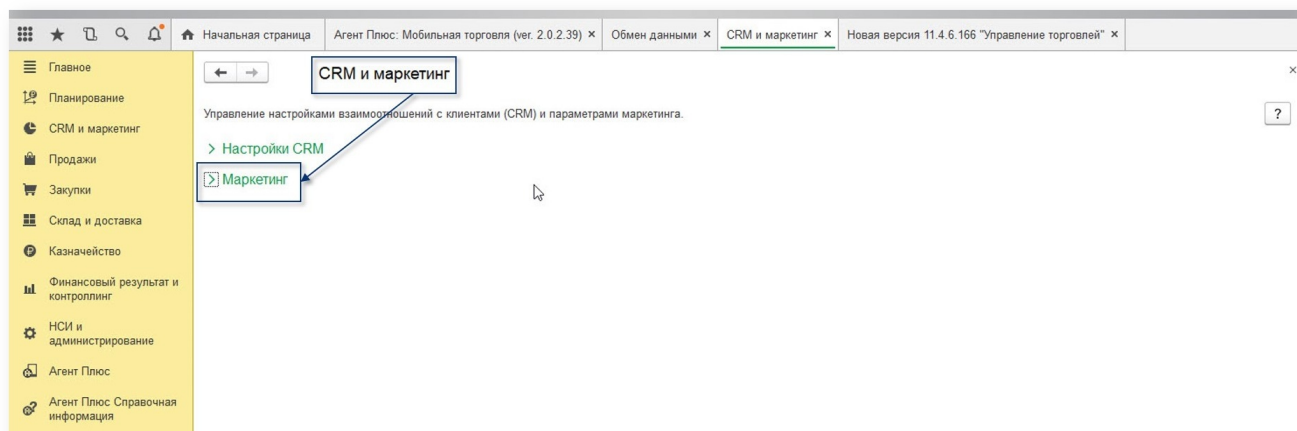 Начальная страница
Агент Плюс: Мобильная торговля (ver. 2.0.2.39) ×
Обмен данными ×
CRM и маркетинг ×
Новая версия 11.4.6.166 "Управление торговлей" ×
Главное
Планирование
CRM и маркетинг
Продажи
Закупки
Склад и доставка
Казначейство
Финансовый результат и
контроллинг
НСИ и
администрирование
Агент Плюс
Агент Плюс Справочная
информация
CRM и маркетинг
×
Управление настройками взаимоотношений с клиентами (CRM) и параметрами маркетинга.
?
Настройки CRM
Маркетинг